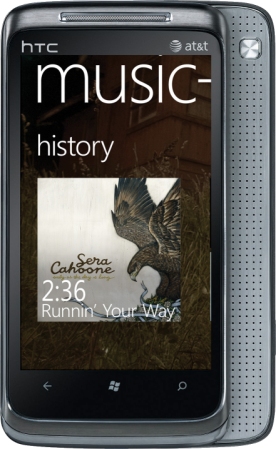 htc
at&t
music-
history
Sera
Cahoone
2:36
Runnin' Your Way